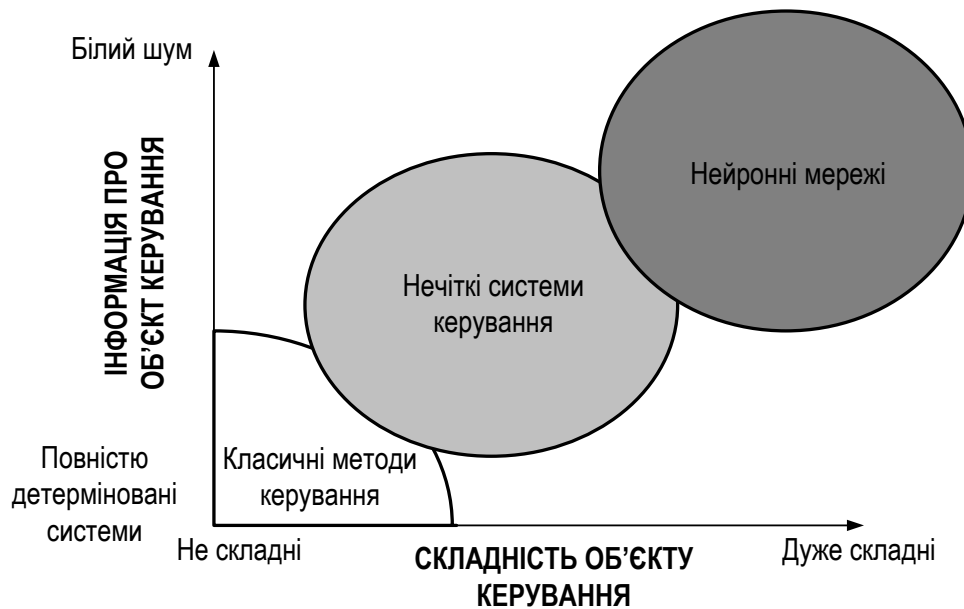 Білий шум
ІНФОРМАЦІЯ ПРО
ОБ’ЄКТ КЕРУВАННЯ
Нейронні мережі
Нечіткі системи
керування
Класичні методи
керування
Повністю
детерміновані
системи
Не складні
СКЛАДНІСТЬ ОБ’ЄКТУ
КЕРУВАННЯ
Дуже складні